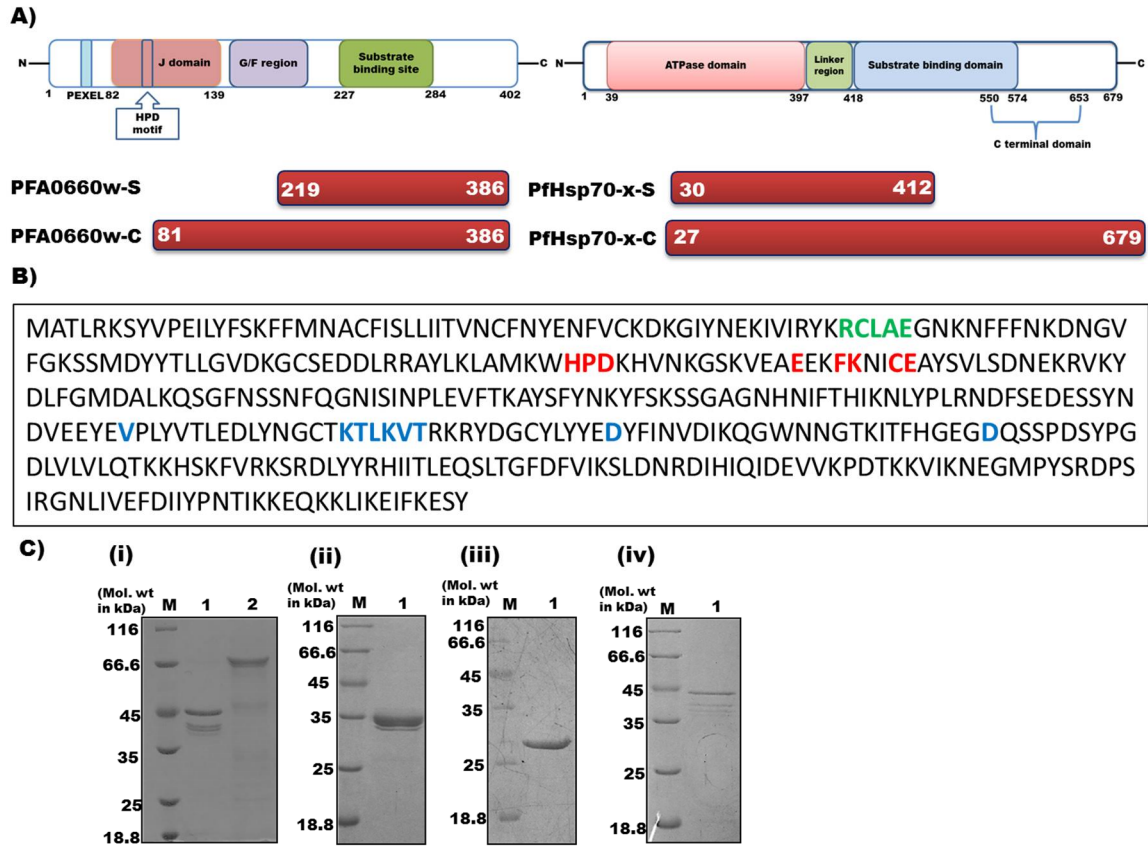 A)
N
J domain
G/F region
Substrate
binding site
C
1
PEXEL
82
139
227
284
402
HPD
motif
N
ATPase domain
Linker
region
Substrate binding domain
C
1
39
397
418
550
574
653
679
C terminal domain
PFA0660w-S
219
386
PfHsp70-x-S
30
412
PFA0660w-C
81
386
PfHsp70-x-C
27
679
B)
MATLRKSYVPEILYFSKFFMNACFISLLIITVNCFNYENFVCKDKGIYNEKIVIRYKRCLAEGNKNFFFNKDNGV
FGKSSMDYYTLLGVDKGCSEDDLRRAYLKLAMKWHPDKHVNKGSKVEAEEKFKNICEAYSVLSDNEKRVKY
DLFGMDALKQSGFNSSNFQGNISINPLEVFTKAYSFYNKYFSKSSGAGNHNIFTHIKNLYPLRNDFSEDESSYN
DVEEYEVPLYVTLEDLYNGCTKTLKVTRKRYDGCYLYYEDYFINVDIKQGWNNGTKITFHGEGDQSSPDSYPG
DLVLVLQTKKHSKFVRKSRDLYYRHIITLEQSLTGFDFVIKSLDNRDIHIQIDEVVKPDTKKVIKNEGMPYSRDPS
IRGNLIVEFDIIYPNTIKKEQKKLIKEIFKESY
C)
(i)
(Mol. wt
in kDa)
M
1
2
116
66.6
45
35
25
18.8
(ii)
(Mol. wt
in kDa)
M
1
116
66.6
45
35
25
18.8
(iii)
(Mol. wt
in kDa)
M
1
116
66.6
45
35
25
18.8
(iv)
(Mol. wt
in kDa)
M
1
116
66.6
45
35
25
18.8